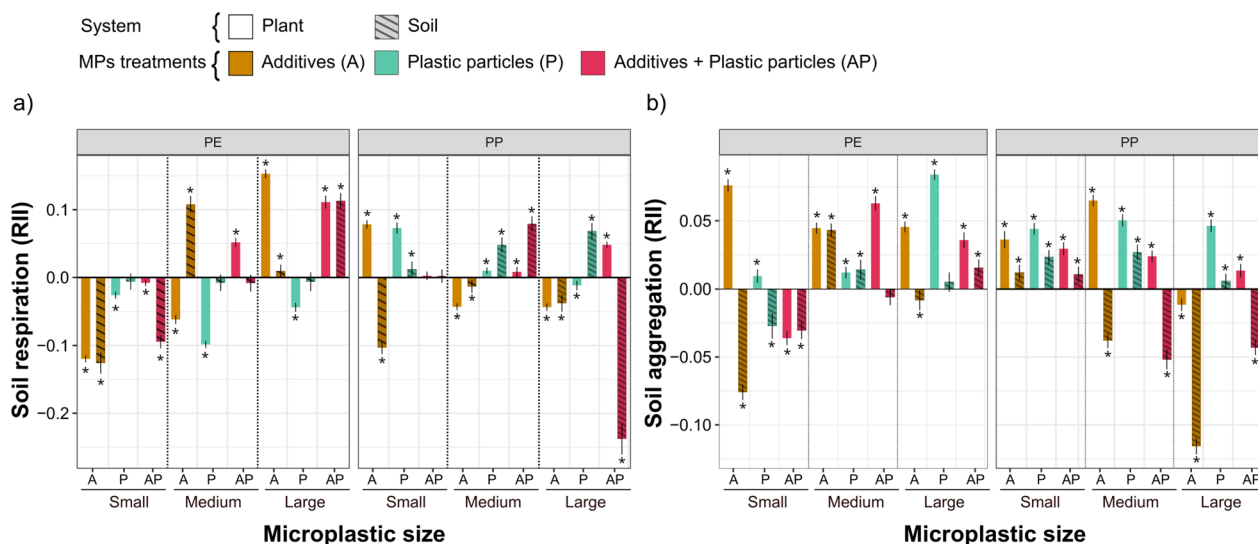 System { Plant Soil
MPs treatments { Additives (A) Plastic particles (P) Additives + Plastic particles (AP)
a)
PE PP
Soil respiration (RII)
0.1
0.0
−0.1
−0.2
* * * * * * * * * * * * * * * * * * * * * * * * * * *
A P AP A P AP A P AP A P AP A P AP A P AP
Small Medium Large Small Medium Large
Microplastic size
b)
PE PP
Soil aggregation (RII)
0.05
0.00
−0.05
−0.10
A P AP A P AP A P AP A P AP A P AP A P AP
Small Medium Large Small Medium Large
Microplastic size